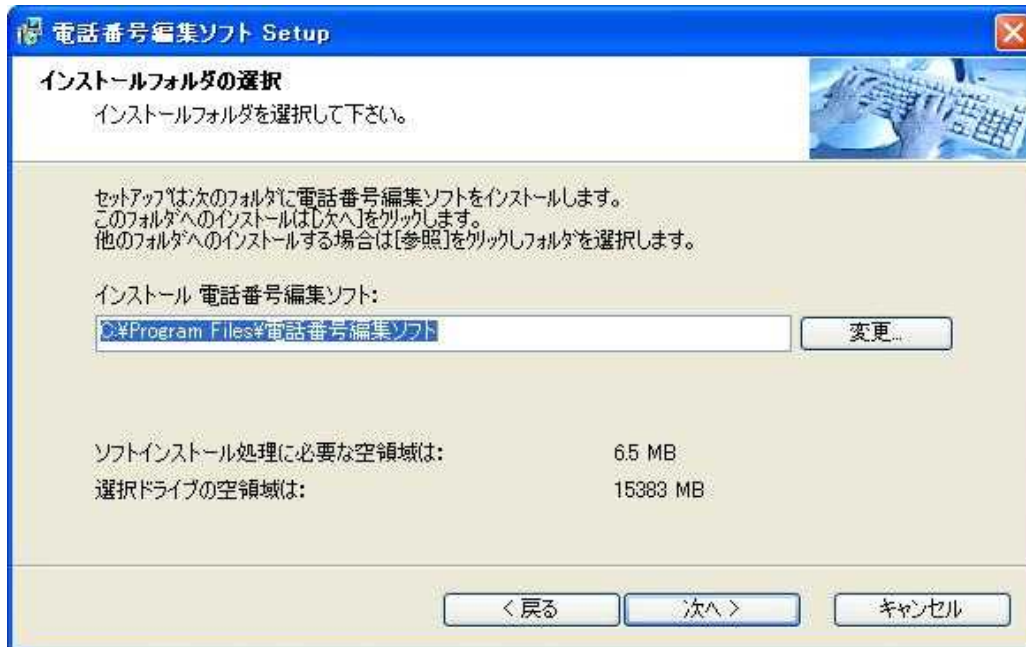 電話番号編集ソフト Setup
インストールフォルダの選択
インストールフォルダを選択して下さい。
セットアップは次のフォルダに電話番号編集ソフトをインストールします。
このフォルダへのインストールは[次へ]をクリックします。
他のフォルダへのインストールする場合は[参照]をクリックしフォルダを選択します。
インストール 電話番号編集ソフト:
C:¥Program Files¥電話番号編集ソフト
変更...
ソフトインストール処理に必要な空領域は: 6.5 MB
選択ドライブの空領域は: 15383 MB
< 戻る 次へ > キャンセル